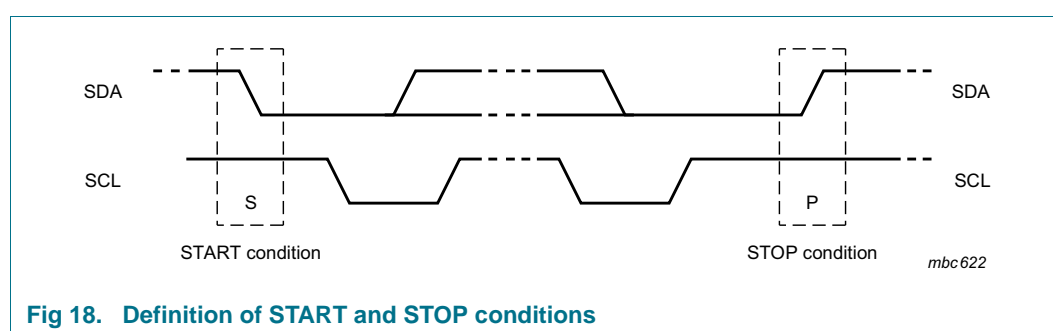 SDA SDA
SCL SCL
S P
START condition STOP condition
mbc622
Fig 18. Definition of START and STOP conditions